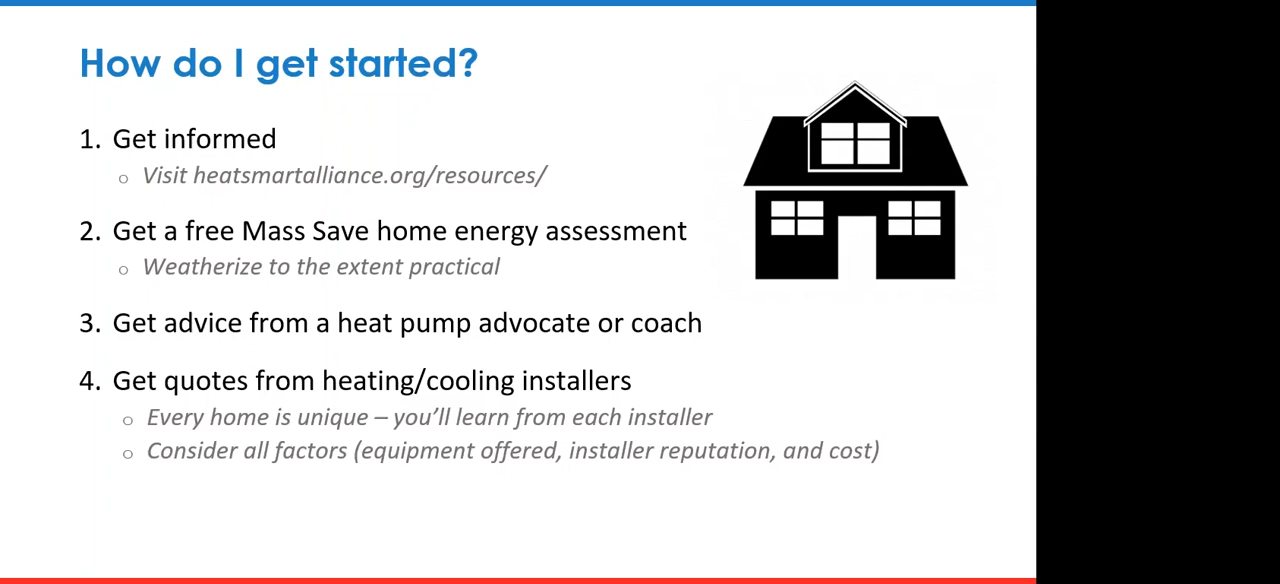 How do I get started?
1. Get informed
○ Visit heatsmartalliance.org/resources/
2. Get a free Mass Save home energy assessment
○ Weatherize to the extent practical
3. Get advice from a heat pump advocate or coach
4. Get quotes from heating/cooling installers
○ Every home is unique – you’ll learn from each installer
○ Consider all factors (equipment offered, installer reputation, and cost)